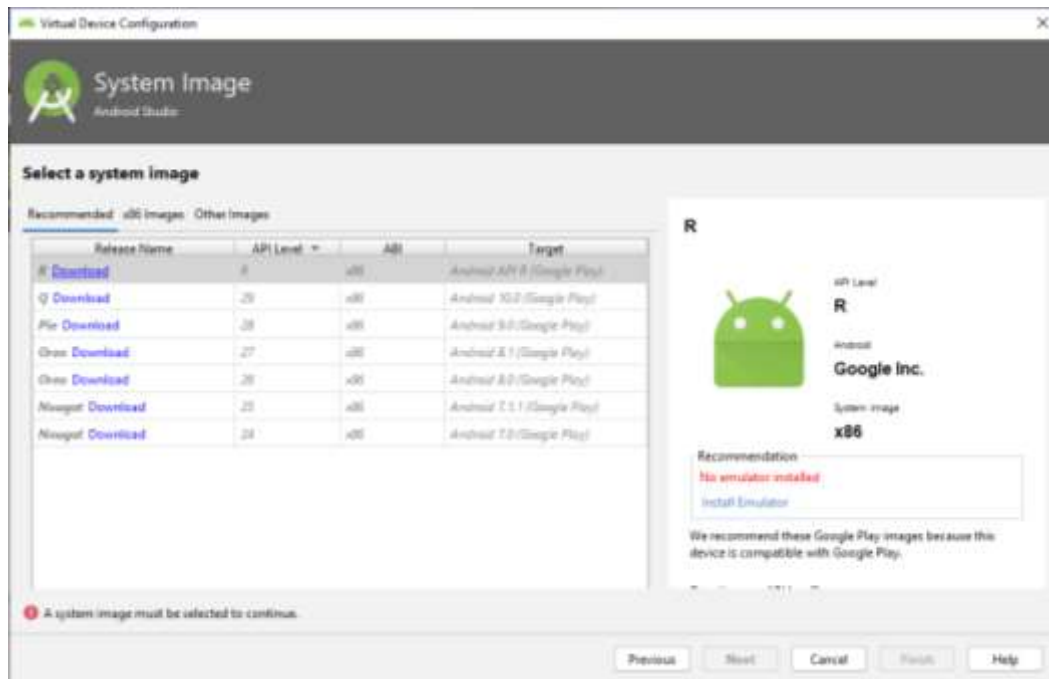 Virtual Device Configuration
System Image
Android Studio
Select a system image
Recommended x86 Images Other Images
Release Name API Level ABI Target
R Download R x86 Android API R (Google Play)
Q Download 29 x86 Android 10.0 (Google Play)
Pie Download 28 x86 Android 9.0 (Google Play)
Oreo Download 27 x86 Android 8.1 (Google Play)
Oreo Download 26 x86 Android 8.0 (Google Play)
Nougat Download 25 x86 Android 7.1.1 (Google Play)
Nougat Download 24 x86 Android 7.0 (Google Play)
R
API Level
R
Android
Google Inc.
System Image
x86
Recommendation
No emulator installed
Install Emulator
We recommend these Google Play images because this
device is compatible with Google Play.
A system image must be selected to continue.
Previous Next Cancel Finish Help